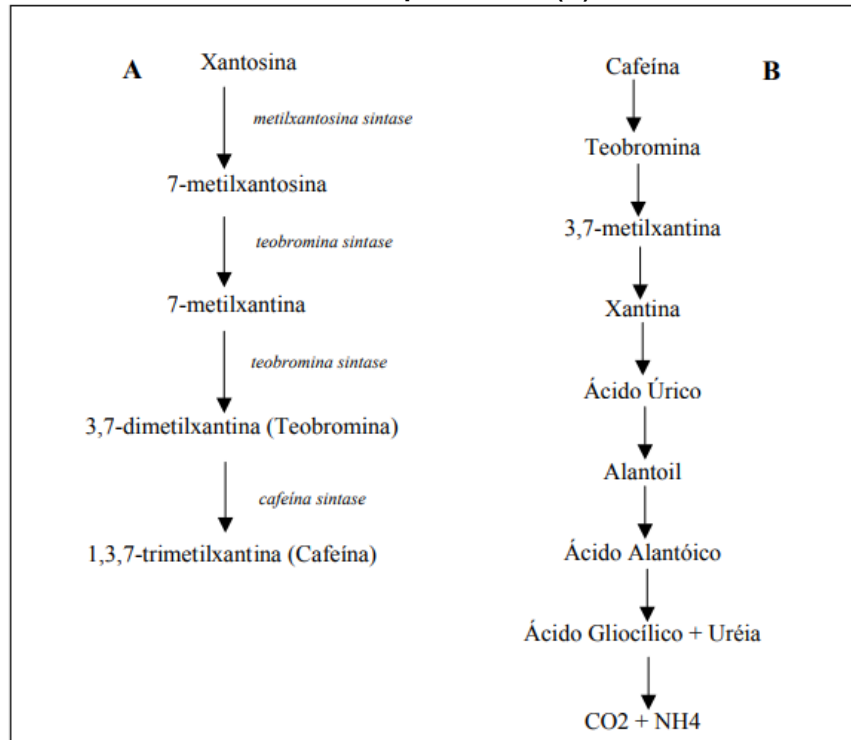 A
Xantosina
metilxantosina sintase
7-metilxantosina
teobromina sintase
7-metilxantina
teobromina sintase
3,7-dimetilxantina (Teobromina)
cafeína sintase
1,3,7-trimetilxantina (Cafeína)
B
Cafeína
Teobromina
3,7-metilxantina
Xantina
Ácido Úrico
Alantoil
Ácido Alantóico
Ácido Gliocílico + Uréia
CO2 + NH4